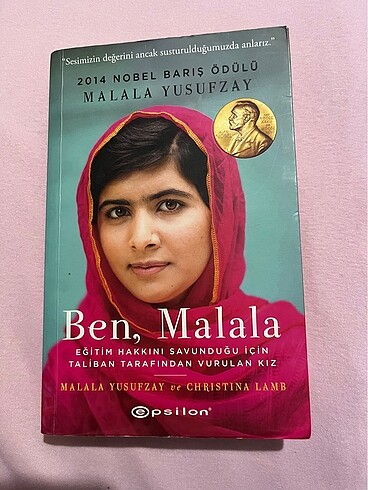 "Sesimizin değerini ancak susturulduğumuzda anlarız."
2014 NOBEL BARIŞ ÖDÜLÜ
MALALA YUSUFZAY
Ben, Malala
EĞİTİM HAKKINI SAVUNDUĞU İÇİN
TALİBAN TARAFINDAN VURULAN KIZ
MALALA YUSUFZAY ve CHRISTINA LAMB
epsilon